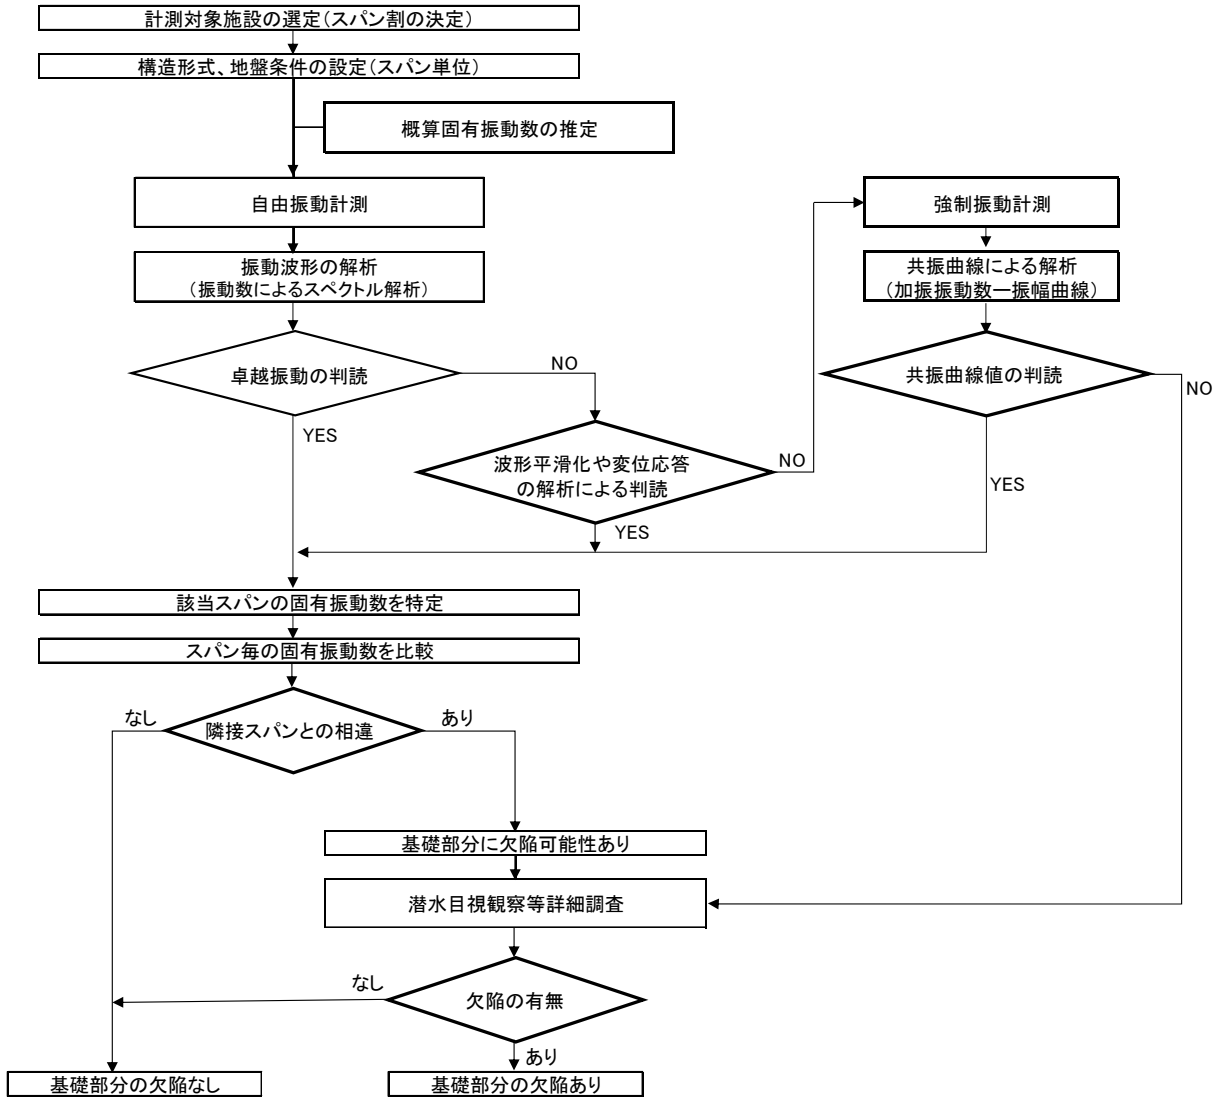 計測対象施設の選定(スパン割の決定)
構造形式、地盤条件の設定(スパン単位)
概算固有振動数の推定
自由振動計測
強制振動計測
振動波形の解析
(振動数によるスペクトル解析)
共振曲線による解析
(加振振動数ー振幅曲線)
卓越振動の判読
NO
共振曲線値の判読
NO
YES
波形平滑化や変位応答
の解析による判読
NO
YES
YES
該当スパンの固有振動数を特定
スパン毎の固有振動数を比較
なし
隣接スパンとの相違
あり
基礎部分に欠陥可能性あり
潜水目視観察等詳細調査
なし
欠陥の有無
あり
基礎部分の欠陥なし
基礎部分の欠陥あり